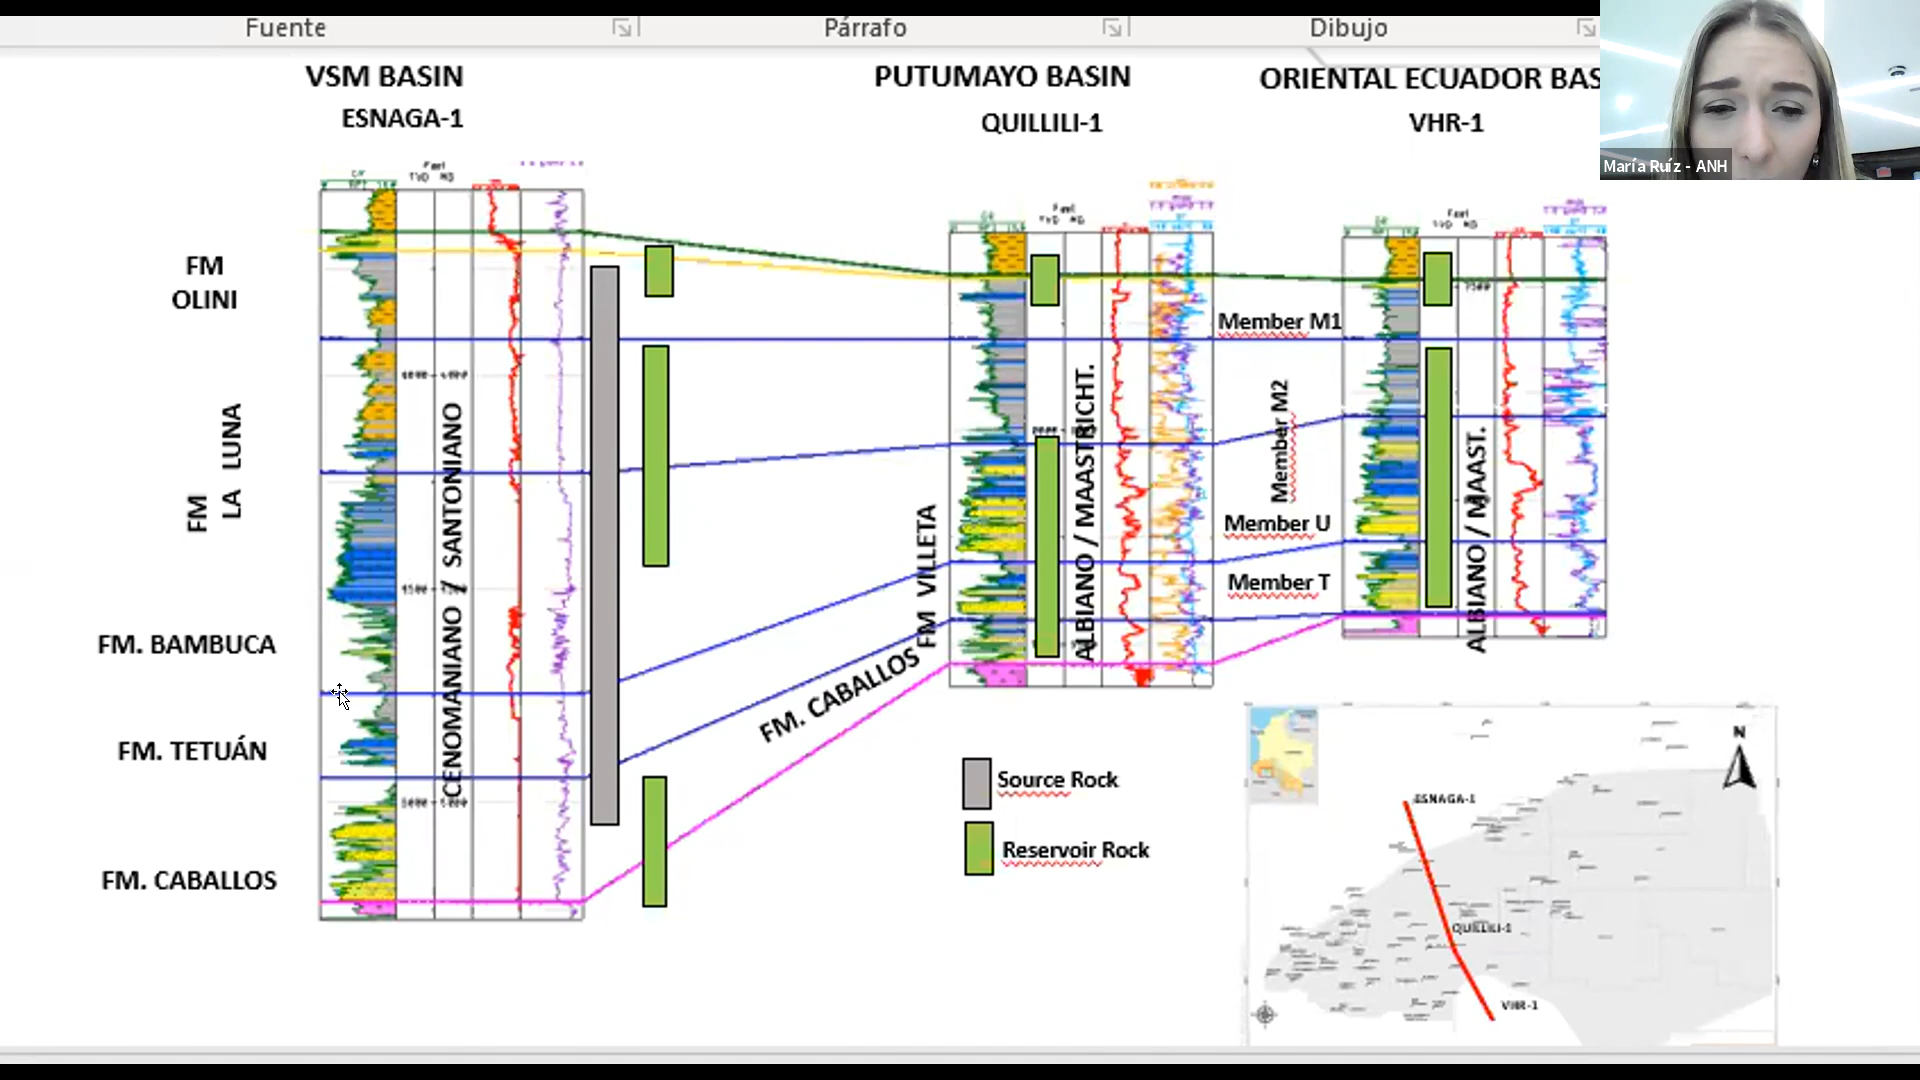 Fuente
Párrafo
Dibujo
María Ruíz - ANH
VSM BASIN
ESNAGA-1
PUTUMAYO BASIN
QUILLILI-1
ORIENTAL ECUADOR BAS
VHR-1
FM
OLINI
FM
LA LUNA
FM. BAMBUCA
FM. TETUÁN
FM. CABALLOS
CENOMANIANO / SANTONIANO
FM. CABALLOS
FM VILLETA
ALBIANO / MAASTRICHT.
Member M1
Member M2
Member U
Member T
ALBIANO / MAAST.
Source Rock
Reservoir Rock
N
ESNAGA-1
QUILLILI-1
VHR-1